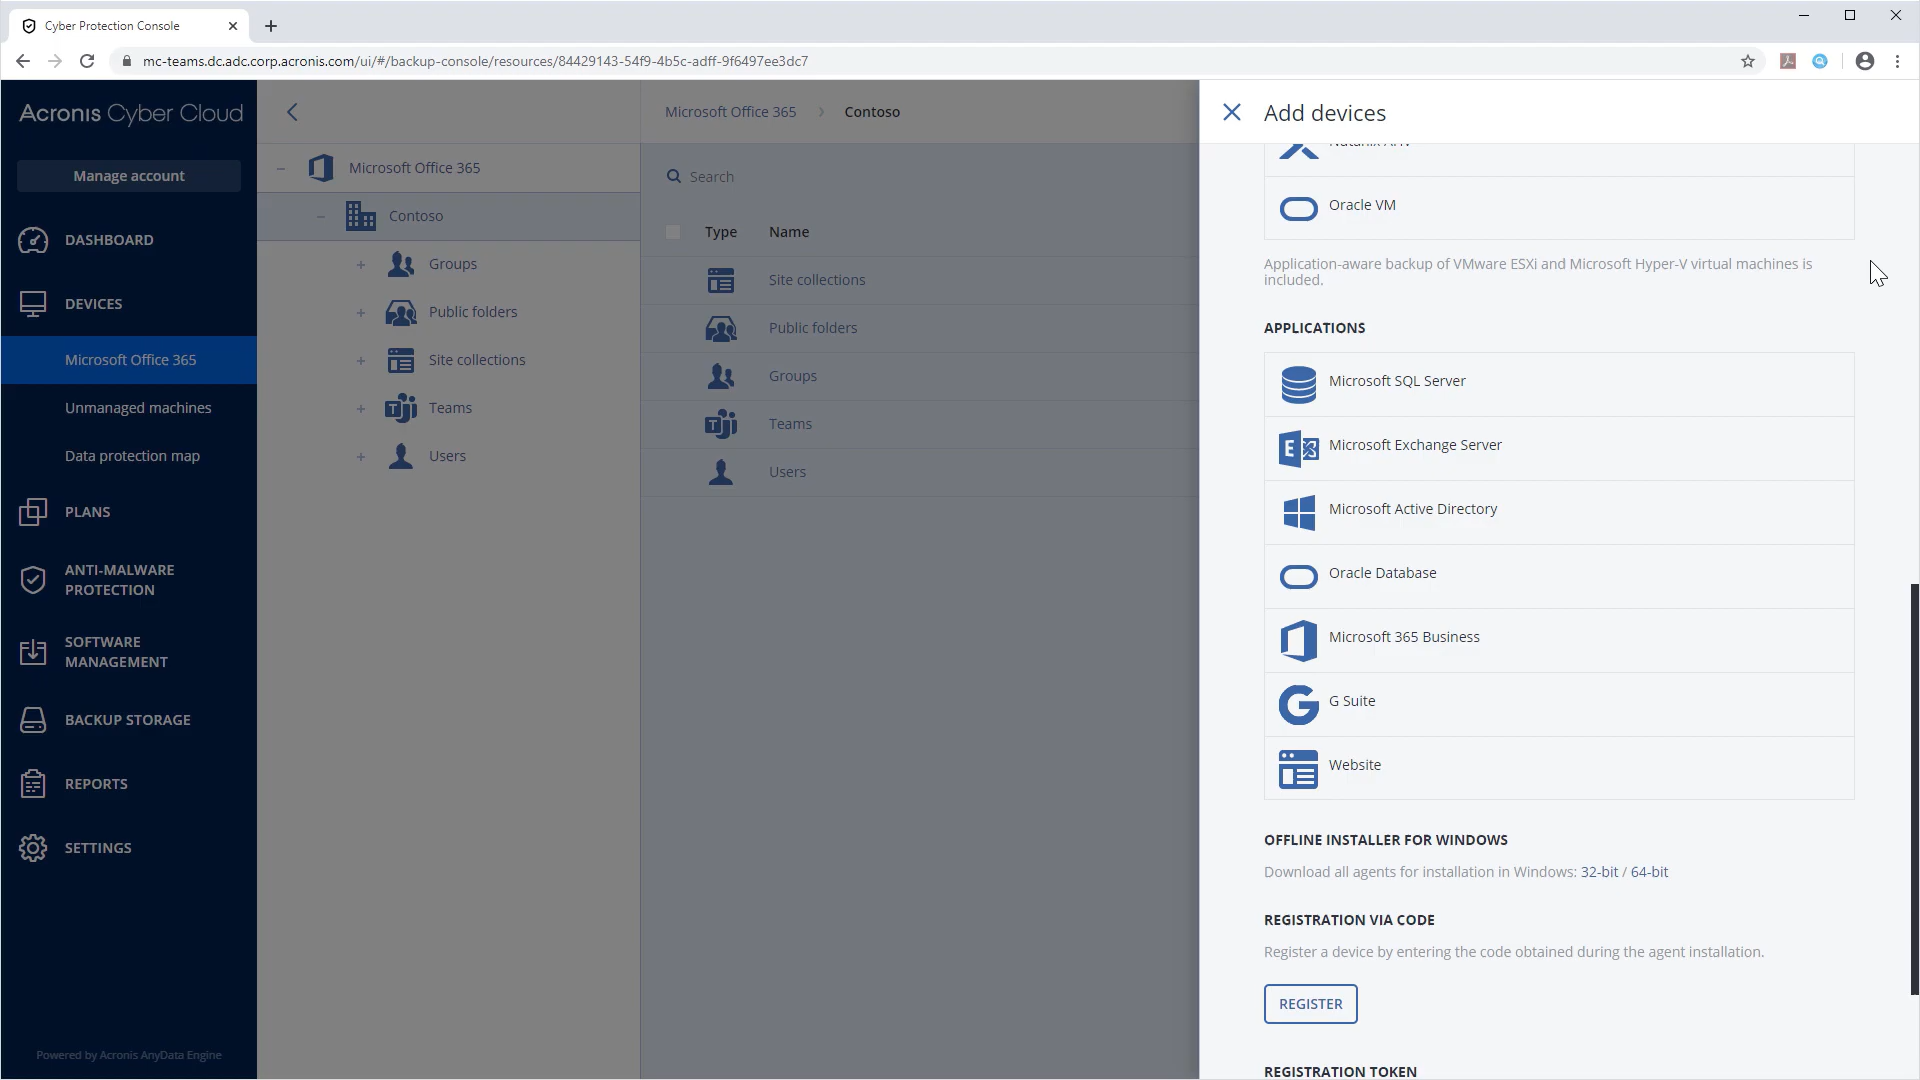 Cyber Protection Console
mc-teams.dc.adc.corp.acronis.com/ui/#/backup-console/resources/84429143-54f9-4b5c-adff-9f6497ee3dc7
Acronis Cyber Cloud
Manage account
DASHBOARD
DEVICES
Microsoft Office 365
Unmanaged machines
Data protection map
PLANS
ANTI-MALWARE
PROTECTION
SOFTWARE
MANAGEMENT
BACKUP STORAGE
REPORTS
SETTINGS
Powered by Acronis AnyData Engine
Microsoft Office 365
Contoso
Groups
Public folders
Site collections
Teams
Users
Microsoft Office 365 > Contoso
Search
Type Name
Site collections
Public folders
Groups
Teams
Users
Add devices
Oracle VM
Application-aware backup of VMware ESXi and Microsoft Hyper-V virtual machines is
included.
APPLICATIONS
Microsoft SQL Server
Microsoft Exchange Server
Microsoft Active Directory
Oracle Database
Microsoft 365 Business
G Suite
Website
OFFLINE INSTALLER FOR WINDOWS
Download all agents for installation in Windows: 32-bit / 64-bit
REGISTRATION VIA CODE
Register a device by entering the code obtained during the agent installation.
REGISTER
REGISTRATION TOKEN